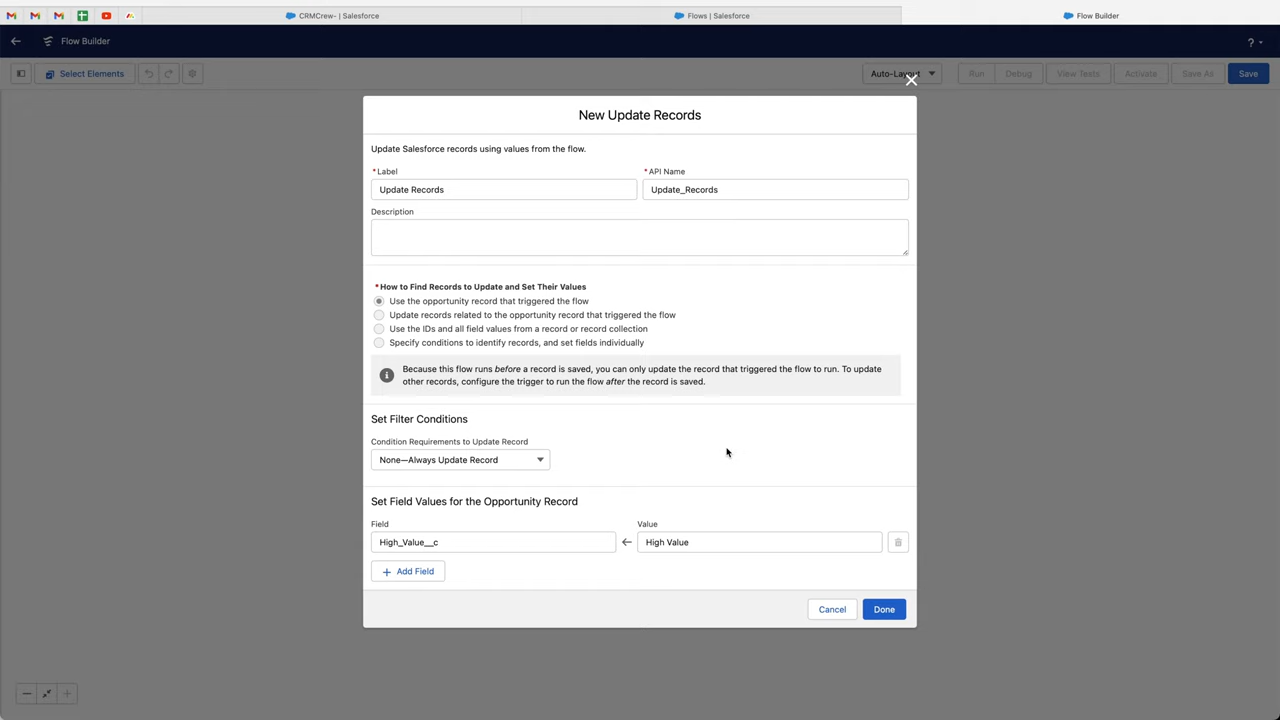 CRMCrew- | Salesforce
Flows | Salesforce
Flow Builder
Flow Builder
?
Select Elements
Auto-Layout
Run
Debug
View Tests
Activate
Save As
Save
New Update Records
Update Salesforce records using values from the flow.
*Label
*API Name
Update Records
Update_Records
Description
*How to Find Records to Update and Set Their Values
Use the opportunity record that triggered the flow
Update records related to the opportunity record that triggered the flow
Use the IDs and all field values from a record or record collection
Specify conditions to identify records, and set fields individually
Because this flow runs before a record is saved, you can only update the record that triggered the flow to run. To update
other records, configure the trigger to run the flow after the record is saved.
Set Filter Conditions
Condition Requirements to Update Record
None—Always Update Record
Set Field Values for the Opportunity Record
Field
Value
High_Value__c
High Value
Add Field
Cancel
Done